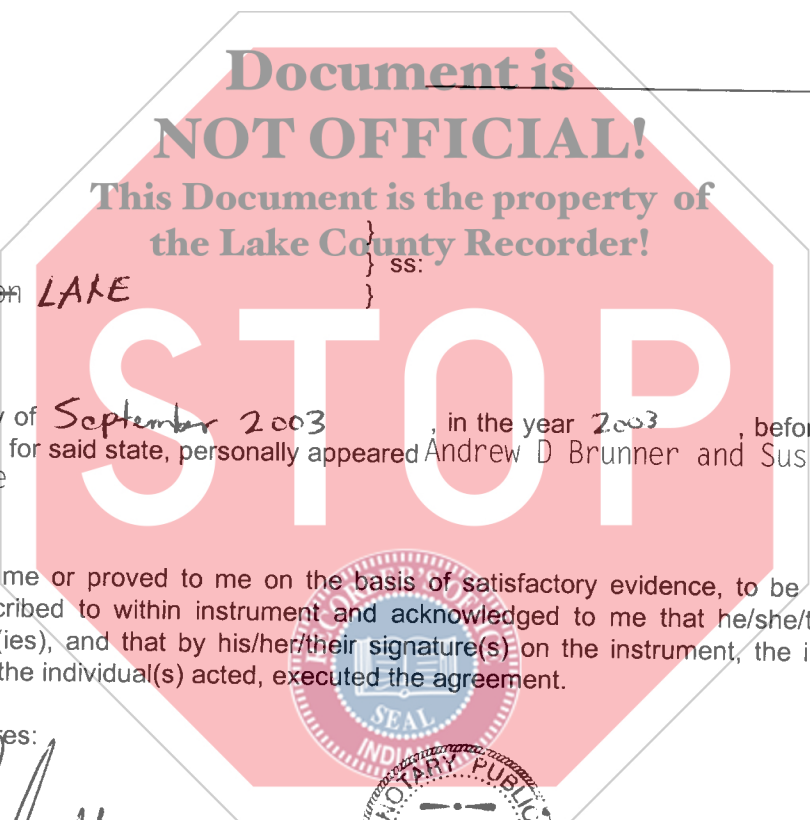 Document is
NOT OFFICIAL!
This Document is the property of
the Lake County Recorder!
}
} ss:
on LAKE }
STOP
of September 2003 , in the year 2003 , befor
for said state, personally appeared Andrew D Brunner and Sus
e
me or proved to me on the basis of satisfactory evidence, to be
cribed to within instrument and acknowledged to me that he/she/t
(ies), and that by his/her/their signature(s) on the instrument, the i
the individual(s) acted, executed the agreement.
RECORDER'S OFFICE
SEAL
INDIANA
es:
NOTARY PUBLIC